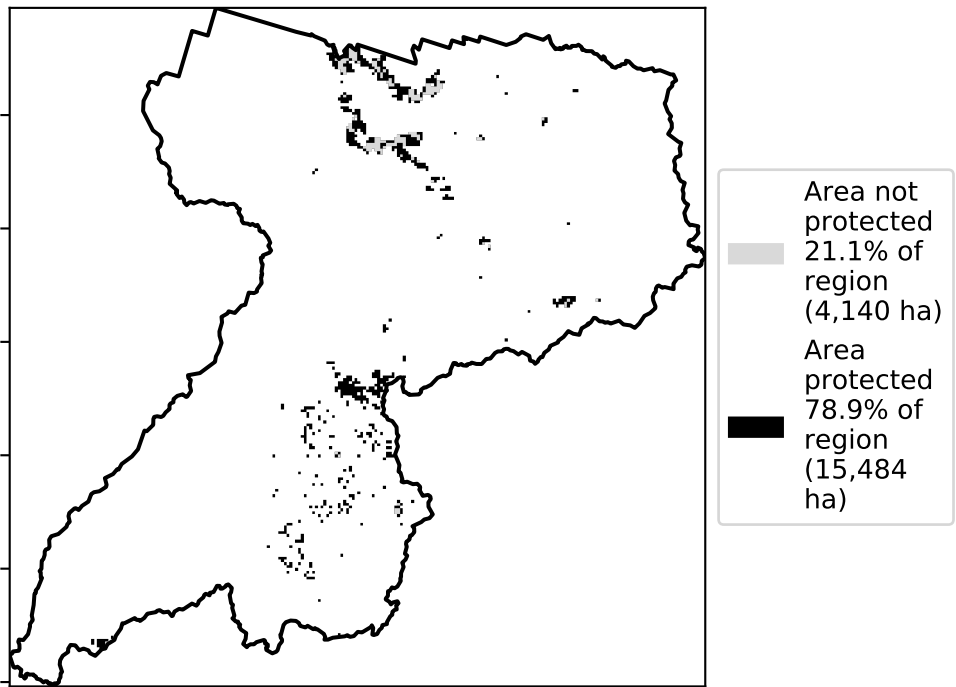 Area not
protected
21.1% of
region
(4,140 ha)
Area
protected
78.9% of
region
(15,484
ha)